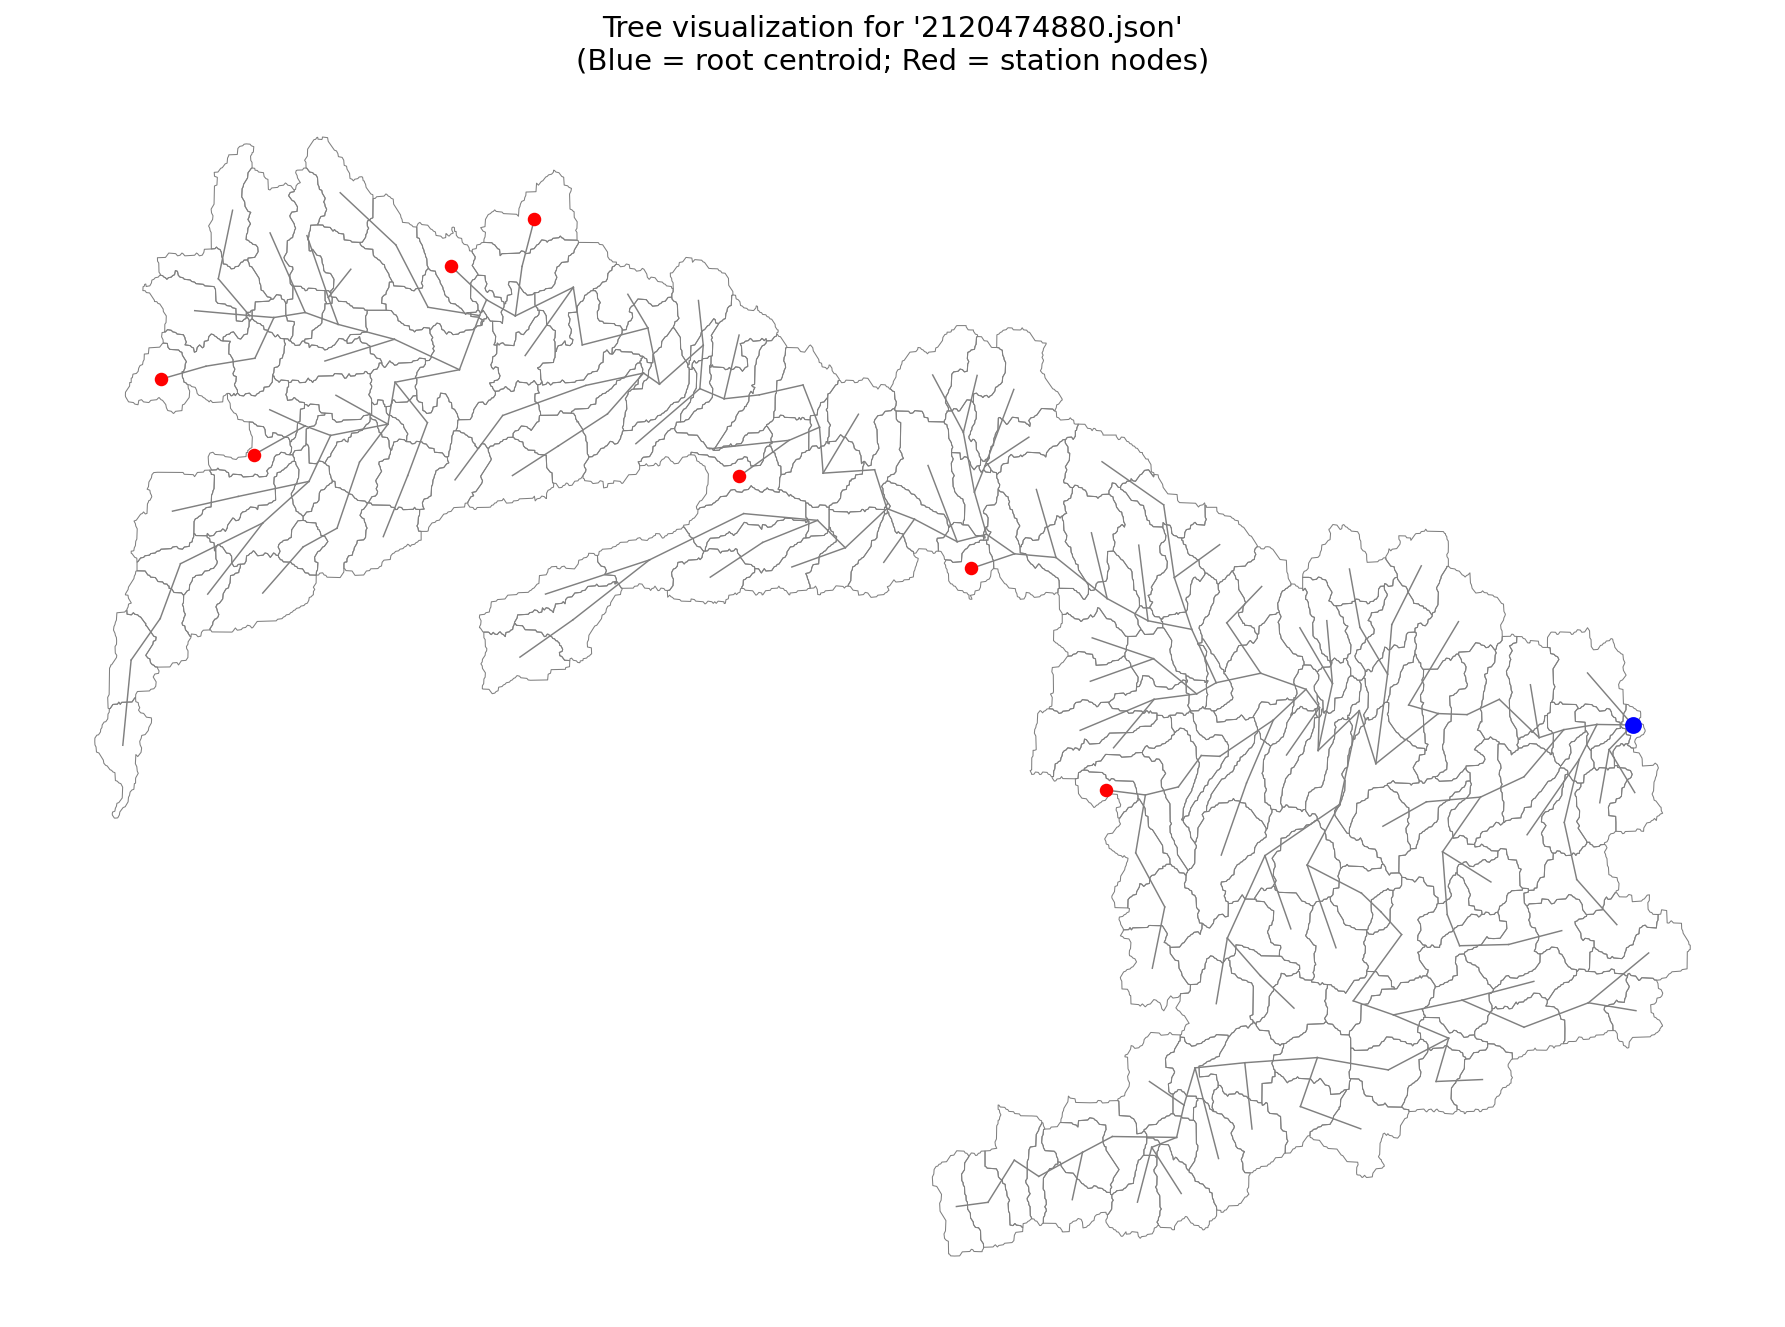 Tree visualization for '2120474880.json'
(Blue = root centroid; Red = station nodes)